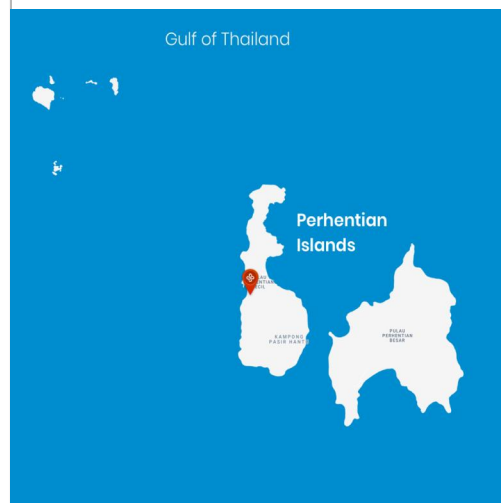 Gulf of Thailand
Perhentian
Islands
KAMPONG
PASIR HANTU
PULAU
PERHENTIAN
BESAR